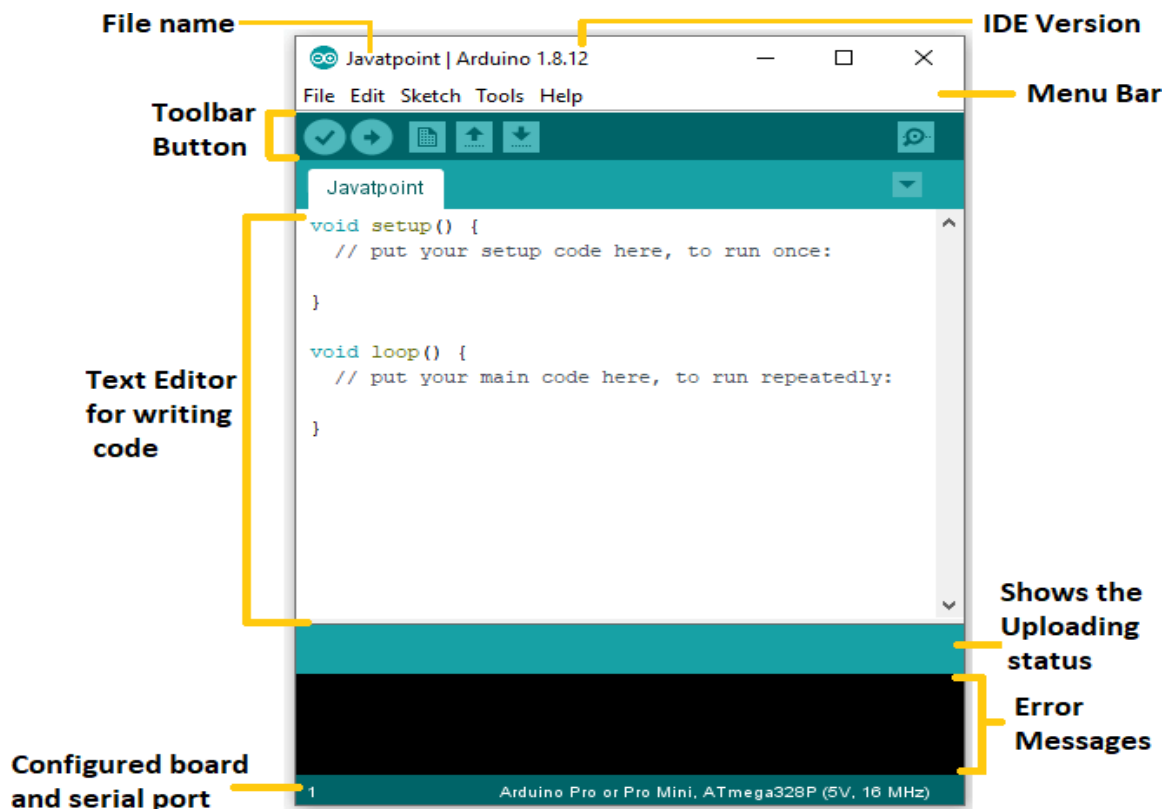 File name
IDE Version
Javatpoint | Arduino 1.8.12
File Edit Sketch Tools Help
Menu Bar
Toolbar
Button
Javatpoint
void setup() {
// put your setup code here, to run once:
}
void loop() {
// put your main code here, to run repeatedly:
}
Text Editor
for writing
code
Shows the
Uploading
status
Error
Messages
Configured board
and serial port
1
Arduino Pro or Pro Mini, ATmega328P (5V, 16 MHz)